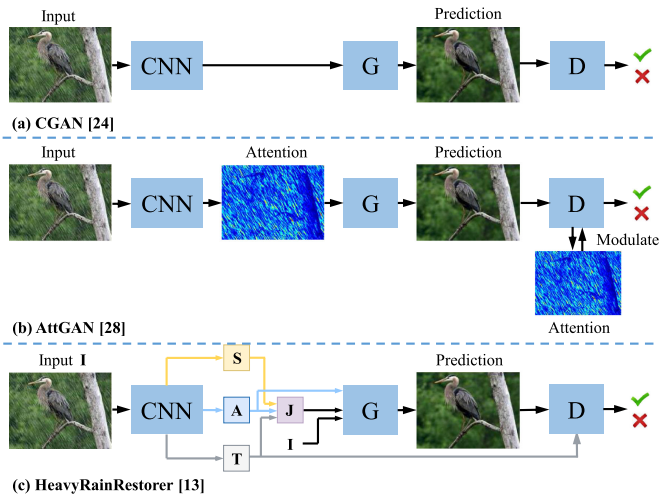 Input
Prediction
CNN
G
D
(a) CGAN [24]
Input
Attention
Prediction
CNN
G
D
Modulate
(b) AttGAN [28]
Attention
Input I
S
Prediction
CNN
A
J
G
D
I
T
(c) HeavyRainRestorer [13]